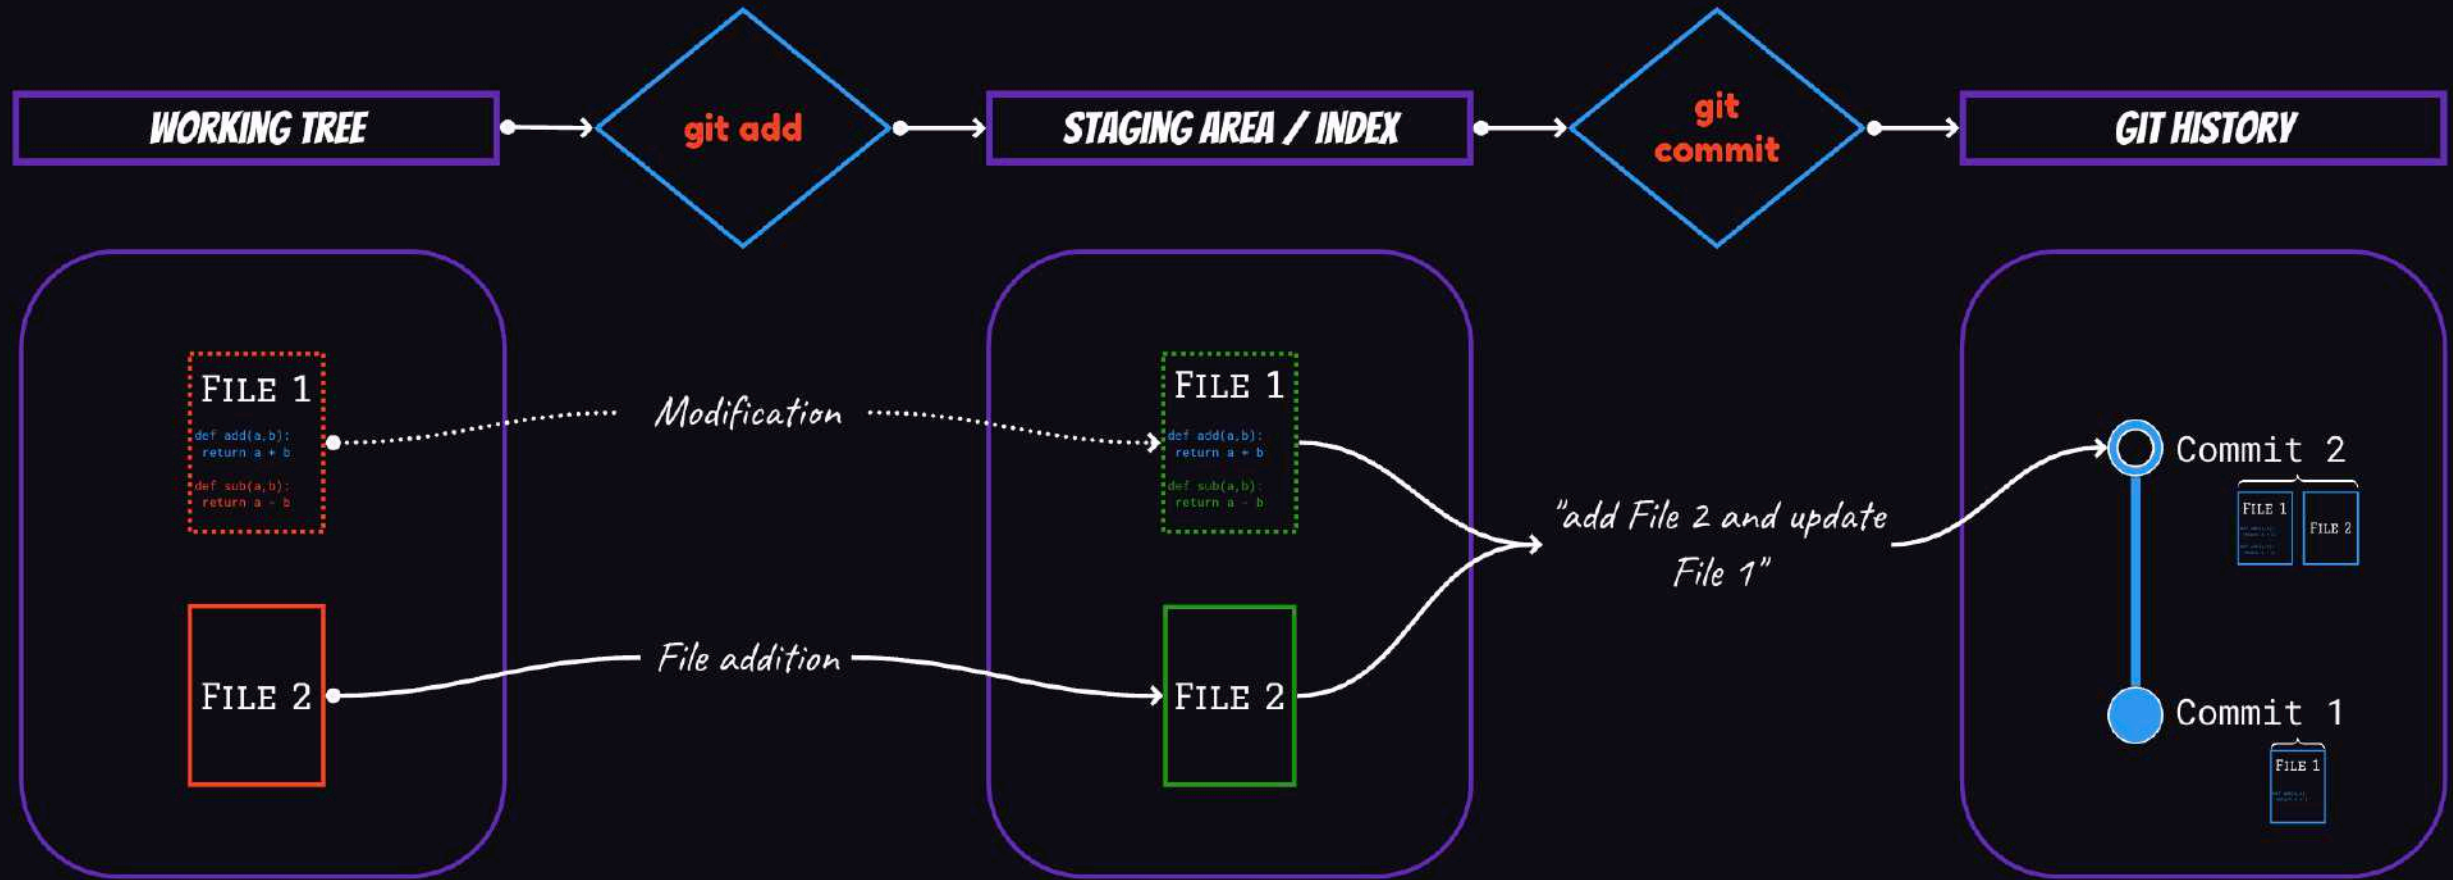 WORKING TREE
git add
STAGING AREA / INDEX
git
commit
GIT HISTORY
FILE 1
def add(a,b):
return a + b
def sub(a,b):
return a - b
Modification
FILE 1
def add(a,b):
return a + b
def sub(a,b):
return a - b
FILE 2
File addition
FILE 2
"add File 2 and update
File 1"
Commit 2
FILE 1
FILE 2
Commit 1
FILE 1